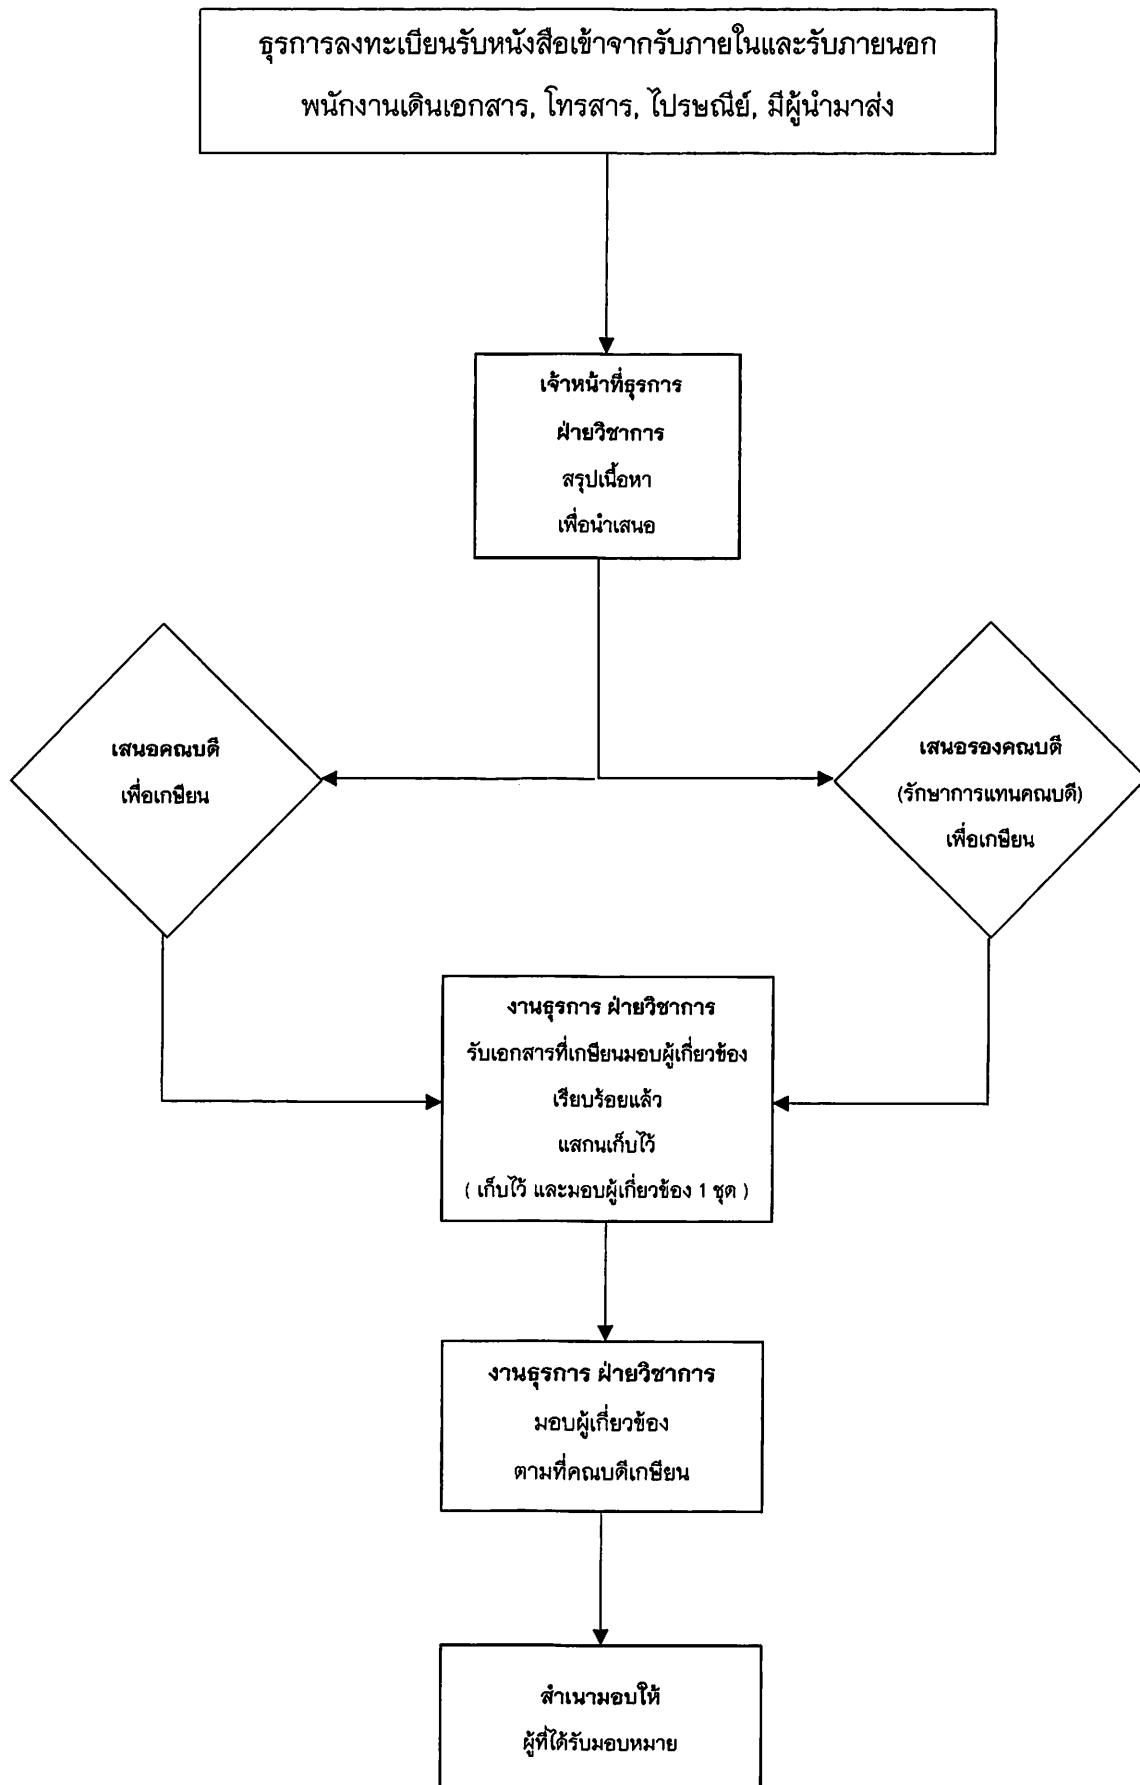 ธุรการลงทะเบียนรับหนังสือเข้าจากรับภายในและรับภายนอก
พนักงานเดินเอกสาร, โทรสาร, ไปรษณีย์, มีผู้นำมาส่ง
เจ้าหน้าที่ธุรการ
ฝ่ายวิชาการ
สรุปเนื้อหา
เพื่อนำเสนอ
เสนอคณบดี
เพื่อเกษียน
เสนอรองคณบดี
(รักษาการแทนคณบดี)
เพื่อเกษียน
งานธุรการ ฝ่ายวิชาการ
รับเอกสารที่เกษียนมอบผู้เกี่ยวข้อง
เรียบร้อยแล้ว
แสกนเก็บไว้
( เก็บไว้ และมอบผู้เกี่ยวข้อง 1 ชุด )
งานธุรการ ฝ่ายวิชาการ
มอบผู้เกี่ยวข้อง
ตามที่คณบดีเกษียน
สำเนามอบให้
ผู้ที่ได้รับมอบหมาย